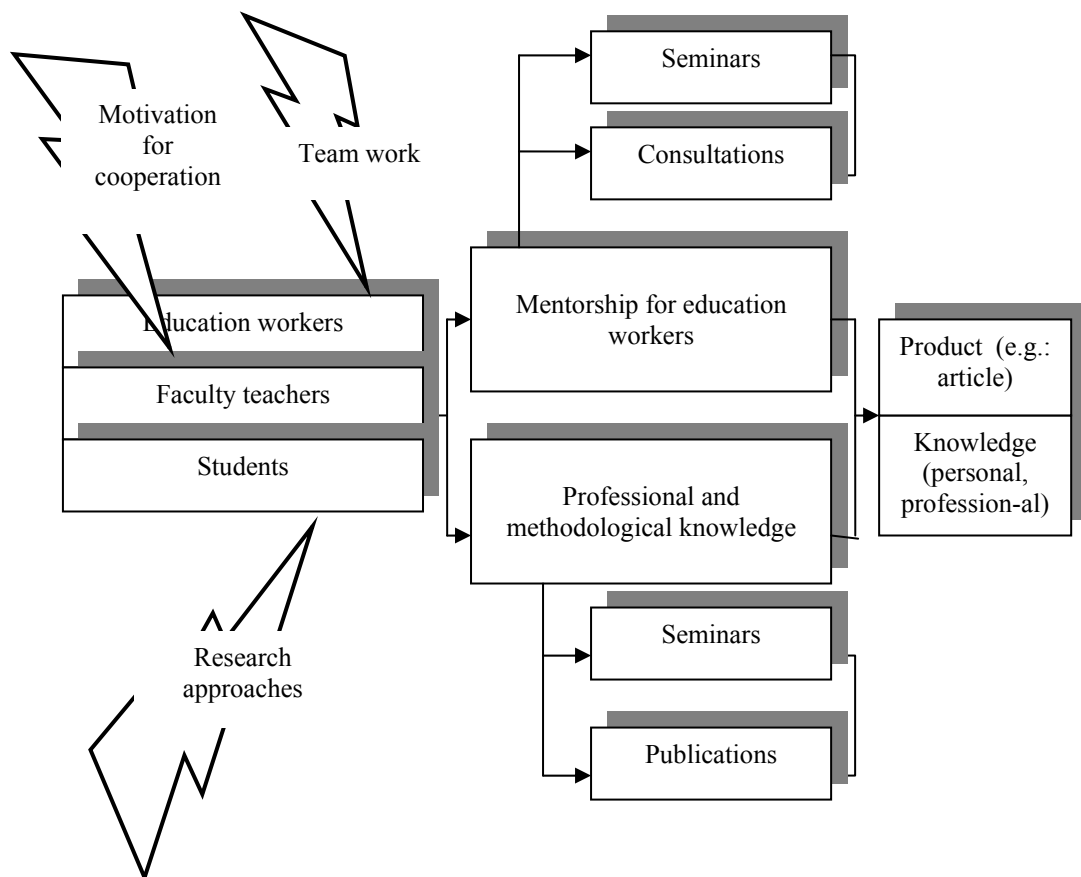 Motivation
for
cooperation
Team work
Education workers
Faculty teachers
Students
Research
approaches
Seminars
Consultations
Mentorship for education
workers
Professional and
methodological knowledge
Seminars
Publications
Product (e.g.:
article)
Knowledge
(personal,
profession-al)